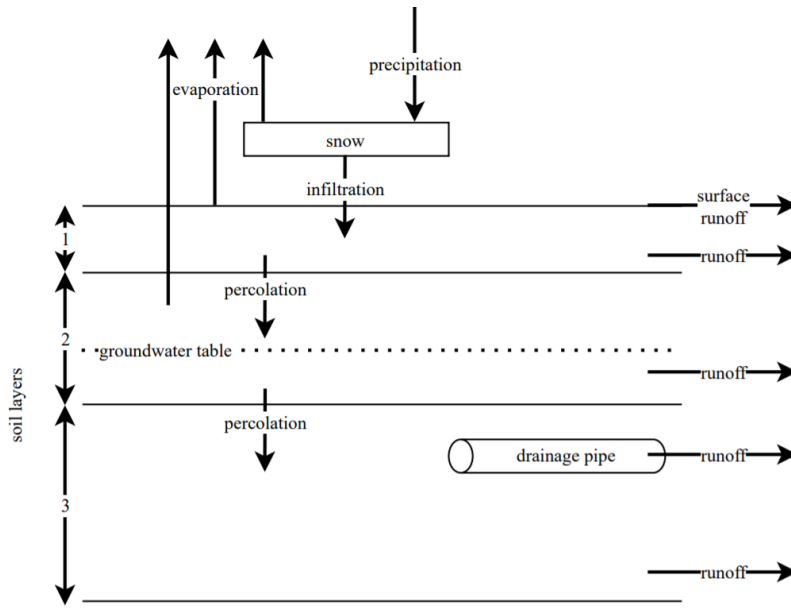 precipitation
evaporation
snow
infiltration
surface
runoff
1
runoff
percolation
2
groundwater table
runoff
soil layers
percolation
drainage pipe
runoff
3
runoff